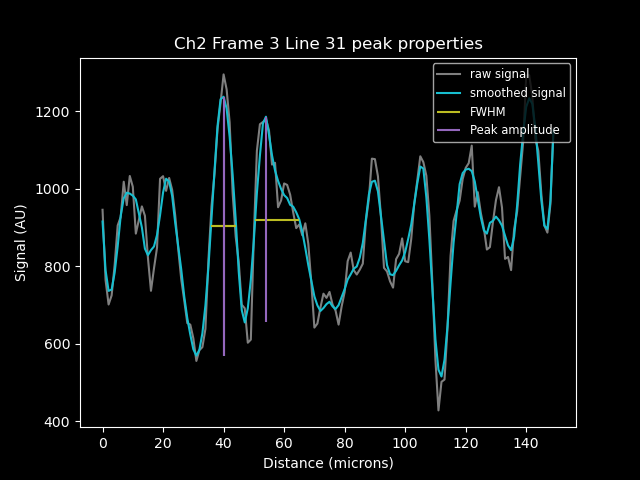 Ch2 Frame 3 Line 31 peak properties
raw signal
smoothed signal
FWHM
Peak amplitude
Signal (AU)
1200
1000
800
600
400
0 20 40 60 80 100 120 140
Distance (microns)